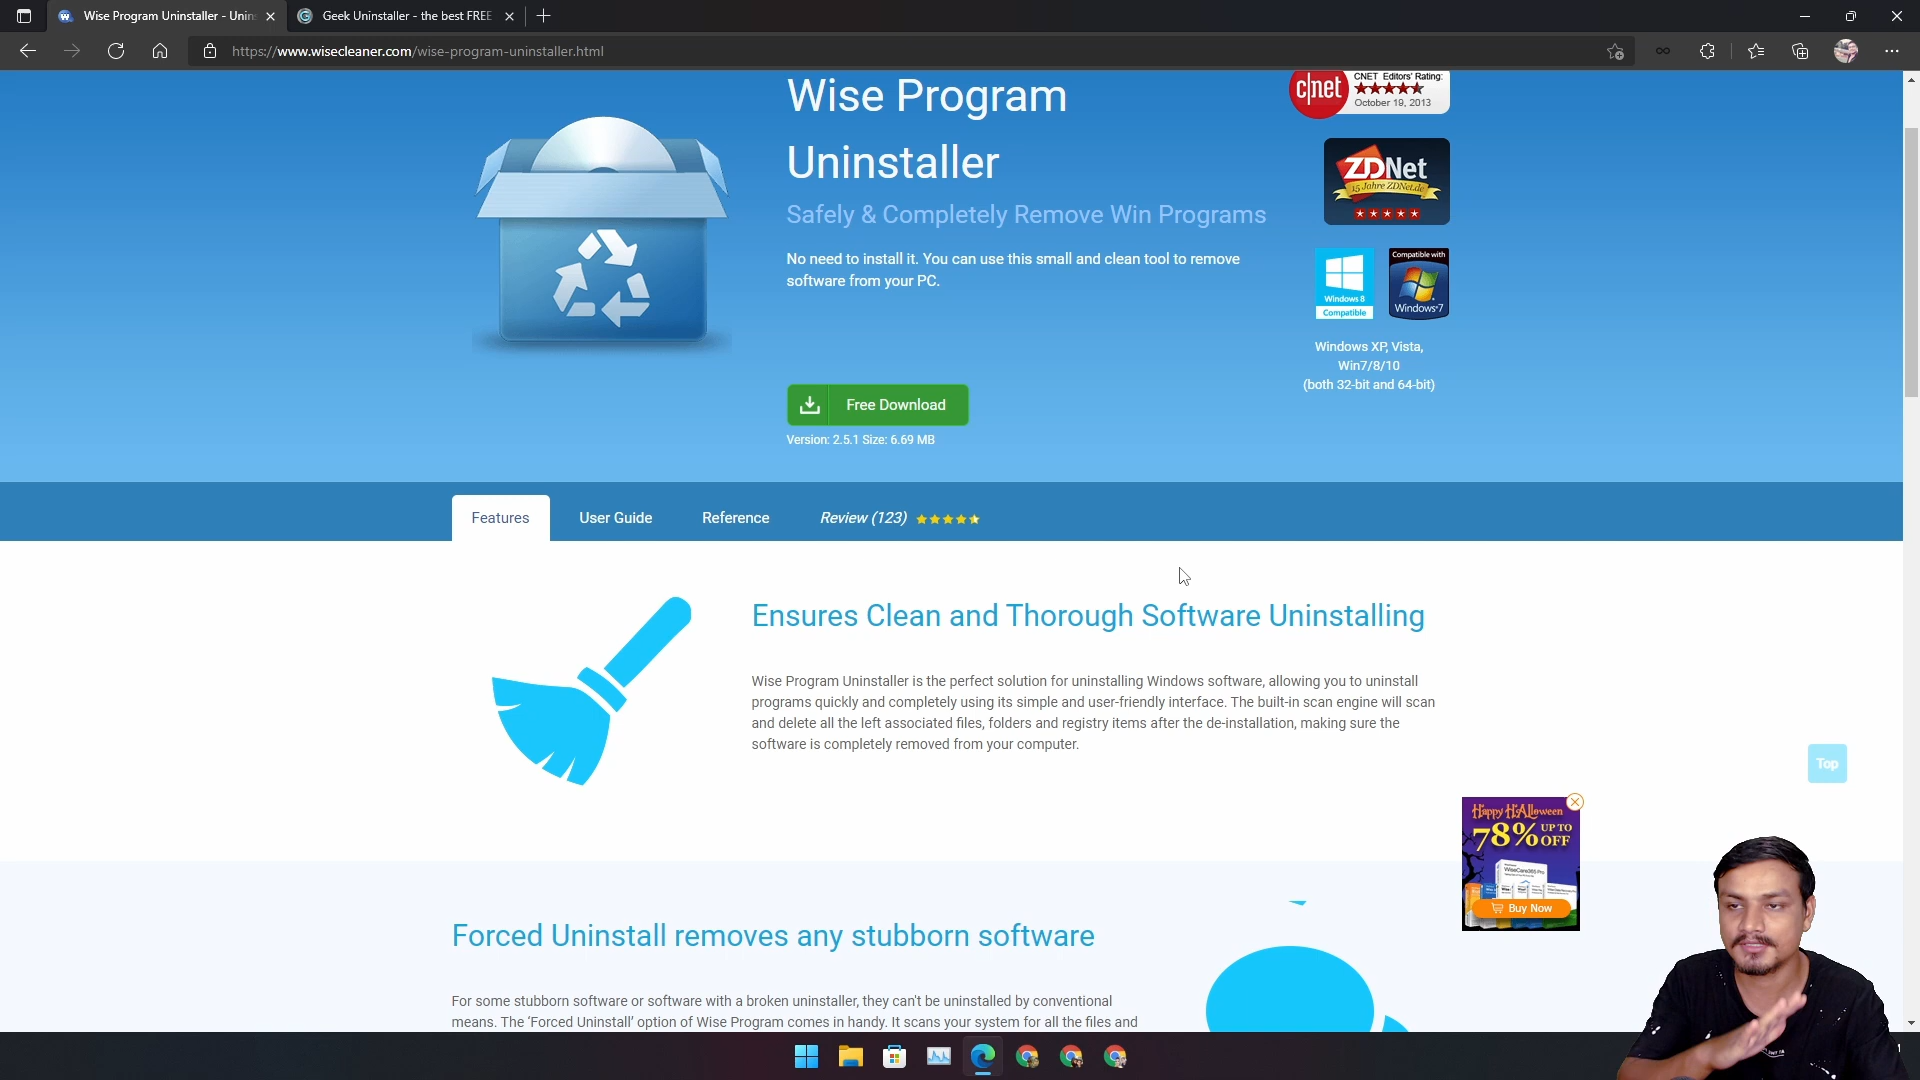 Wise Program Uninstaller - Unin
Geek Uninstaller - the best FREE
https://www.wisecleaner.com/wise-program-uninstaller.html
Wise Program
Uninstaller
Safely & Completely Remove Win Programs
No need to install it. You can use this small and clean tool to remove
software from your PC.
Free Download
Version: 2.5.1 Size: 6.69 MB
c|net
CNET Editors' Rating:
October 19, 2013
ZDNet
15 Jahre ZDNet.de
Windows 8
Compatible
Compatible with
Windows 7
Windows XP, Vista,
Win7/8/10
(both 32-bit and 64-bit)
Features
User Guide
Reference
Review (123)
Ensures Clean and Thorough Software Uninstalling
Wise Program Uninstaller is the perfect solution for uninstalling Windows software, allowing you to uninstall
programs quickly and completely using its simple and user-friendly interface. The built-in scan engine will scan
and delete all the left associated files, folders and registry items after the de-installation, making sure the
software is completely removed from your computer.
Top
Happy HAlloween
78% UP TO
OFF
WiseCare365 Pro
Buy Now
Forced Uninstall removes any stubborn software
For some stubborn software or software with a broken uninstaller, they can't be uninstalled by conventional
means. The 'Forced Uninstall' option of Wise Program comes in handy. It scans your system for all the files and